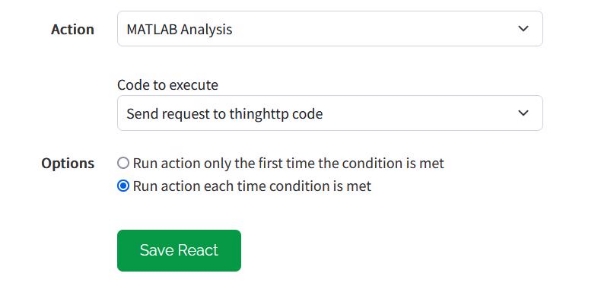 Action MATLAB Analysis
Code to execute
Send request to thinghttp code
Options Run action only the first time the condition is met
Run action each time condition is met
Save React